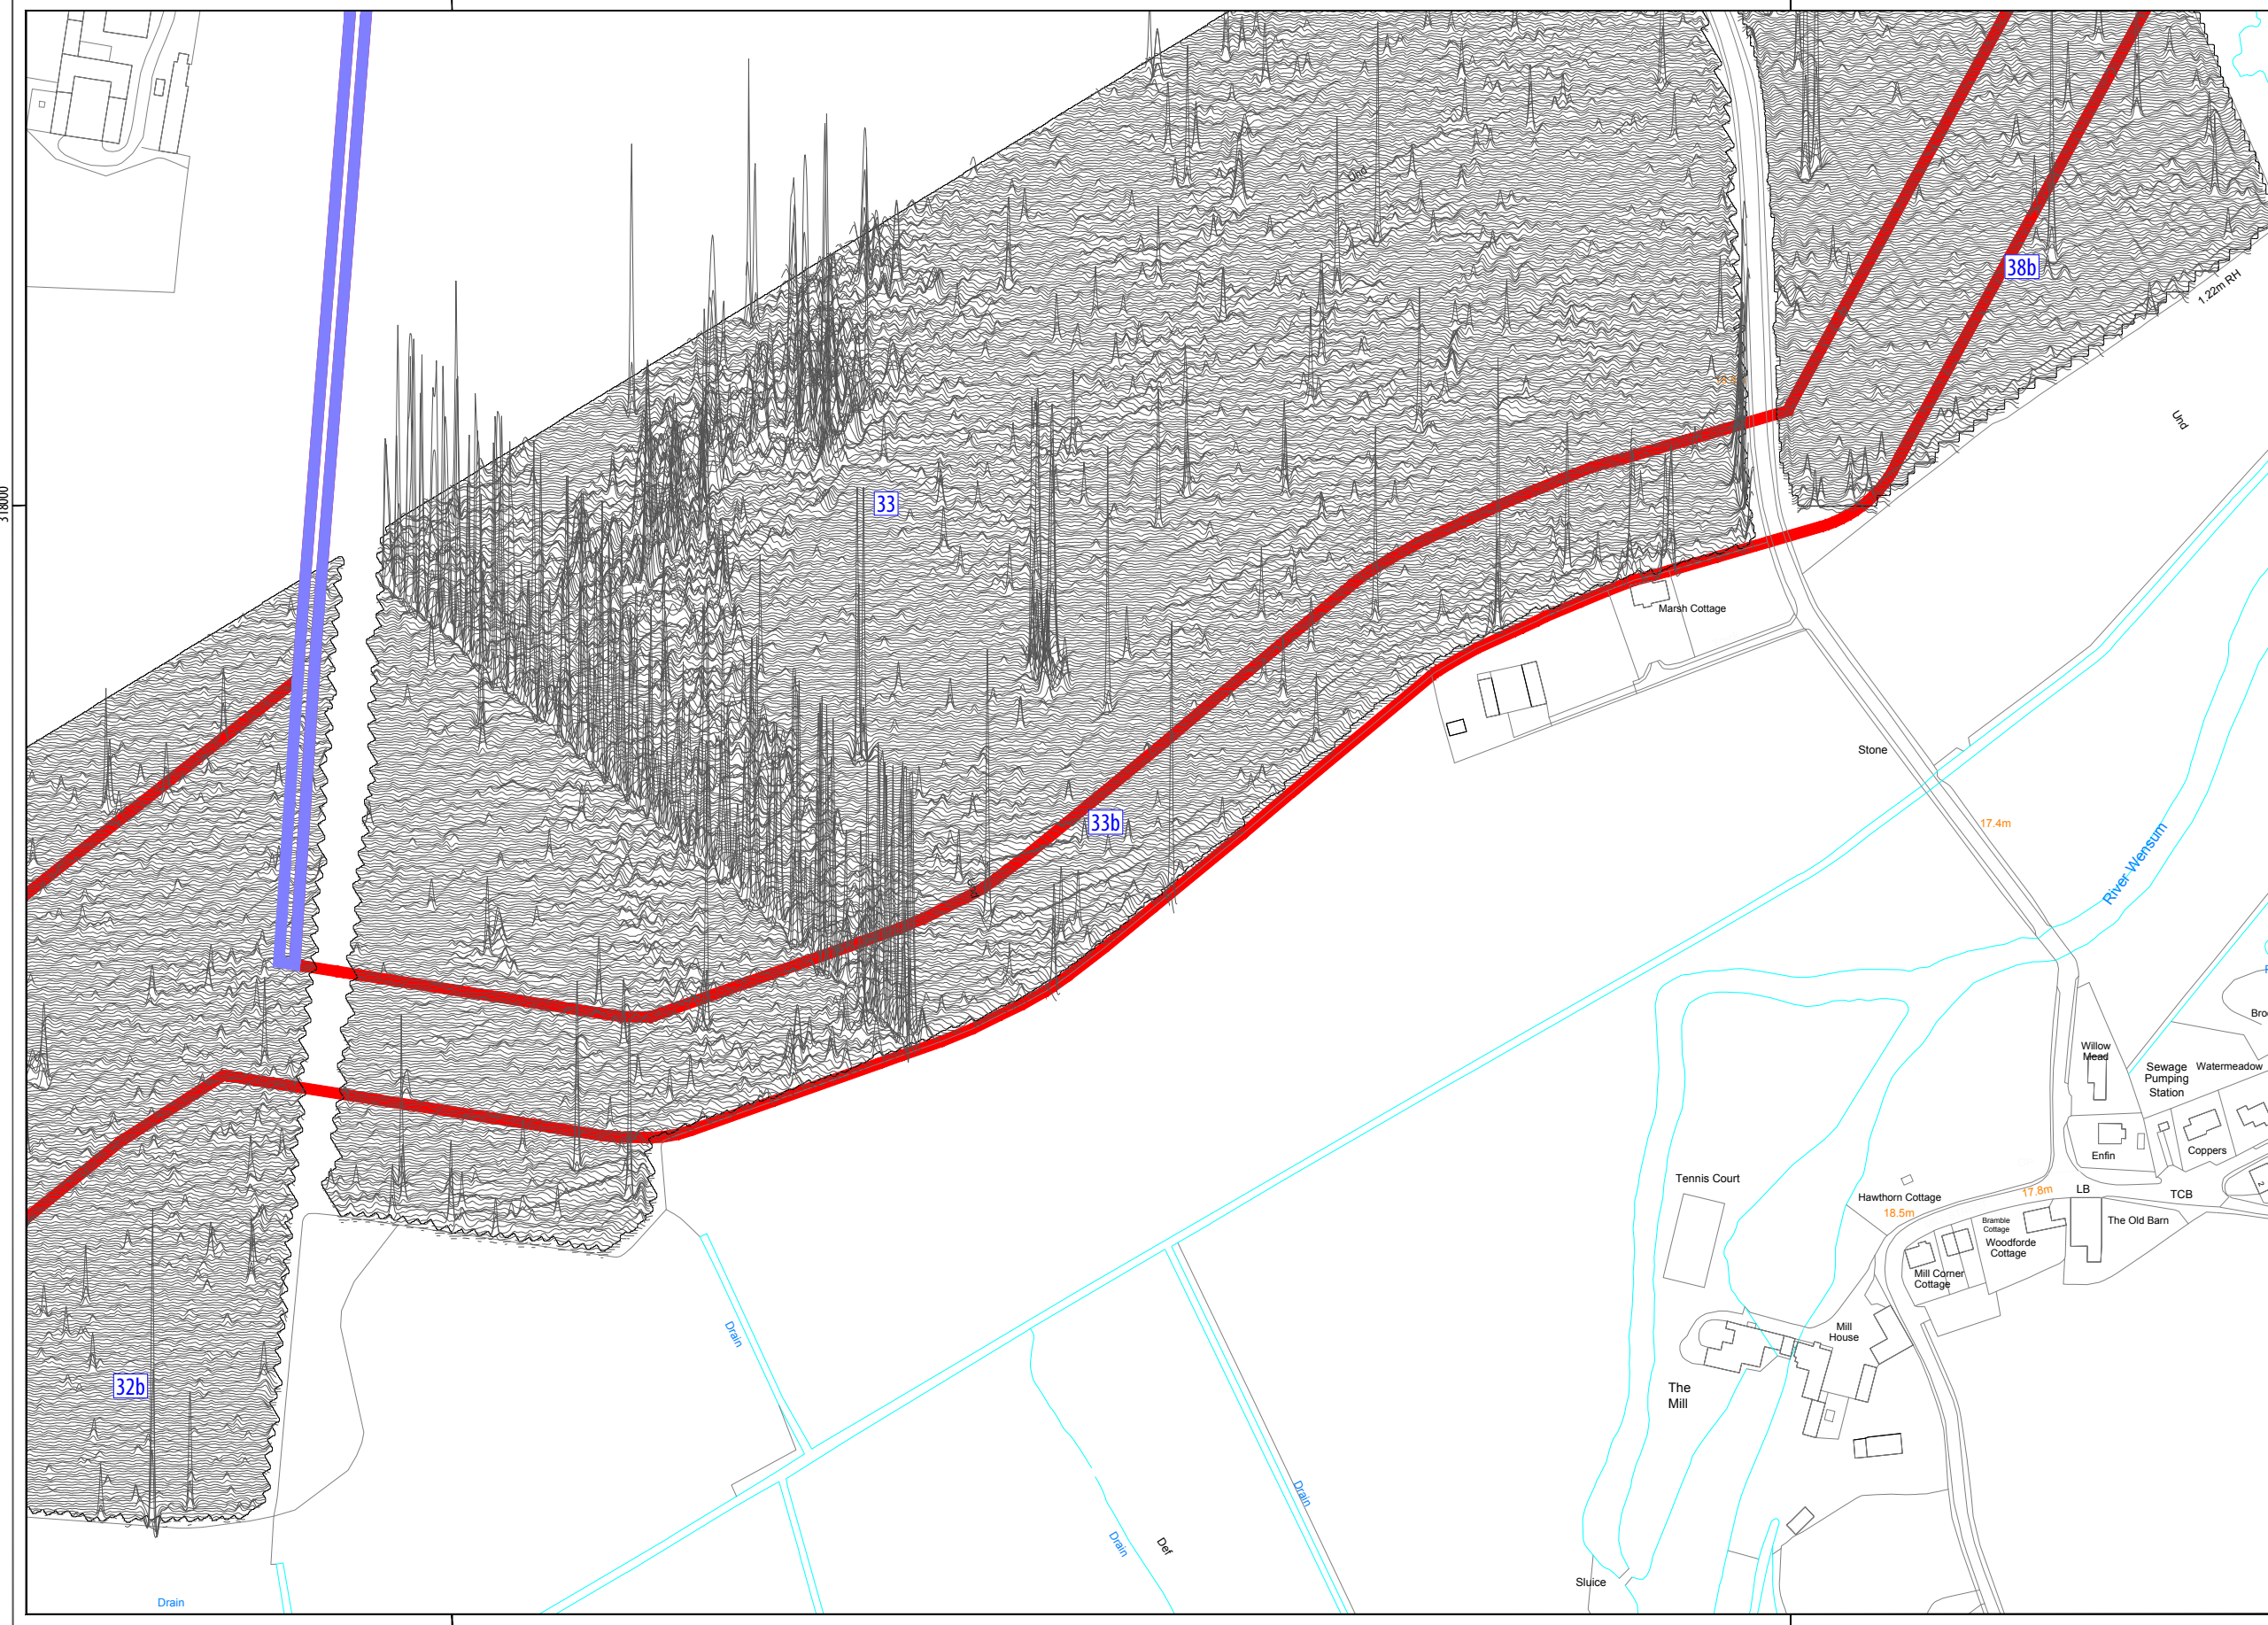 Und
38b
1.22m RH
Und
33
318000
Marsh Cottage
Stone
33b
17.4m
River Wensum
Willow
Mead
Sewage
Pumping
Station
Watermeadow
Enfin
Coppers
Tennis Court
Hawthorn Cottage
18.5m
17.8m
LB
TCB
Bramble
Cottage
Woodforde
Cottage
The Old Barn
2
Mill Corner
Cottage
Mill
House
The
Mill
Drain
32b
Drain
Drain
Def
Sluice
Drain